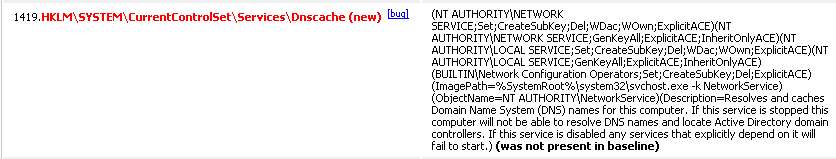 1419.HKLM\SYSTEM\CurrentControlSet\Services\Dnscache (new) [bug]
(NT AUTHORITY\NETWORK
SERVICE;Set;CreateSubKey;Del;WDac;WOwn;ExplicitACE)(NT
AUTHORITY\NETWORK SERVICE;GenKeyAll;ExplicitACE;InheritOnlyACE)(NT
AUTHORITY\LOCAL SERVICE;Set;CreateSubKey;Del;WDac;WOwn;ExplicitACE)(NT
AUTHORITY\LOCAL SERVICE;GenKeyAll;ExplicitACE;InheritOnlyACE)
(BUILTIN\Network Configuration Operators;Set;CreateSubKey;Del;ExplicitACE)
(ImagePath=%SystemRoot%\system32\svchost.exe -k NetworkService)
(ObjectName=NT AUTHORITY\NetworkService)(Description=Resolves and caches
Domain Name System (DNS) names for this computer. If this service is stopped this
computer will not be able to resolve DNS names and locate Active Directory domain
controllers. If this service is disabled any services that explicitly depend on it will
fail to start.) (was not present in baseline)